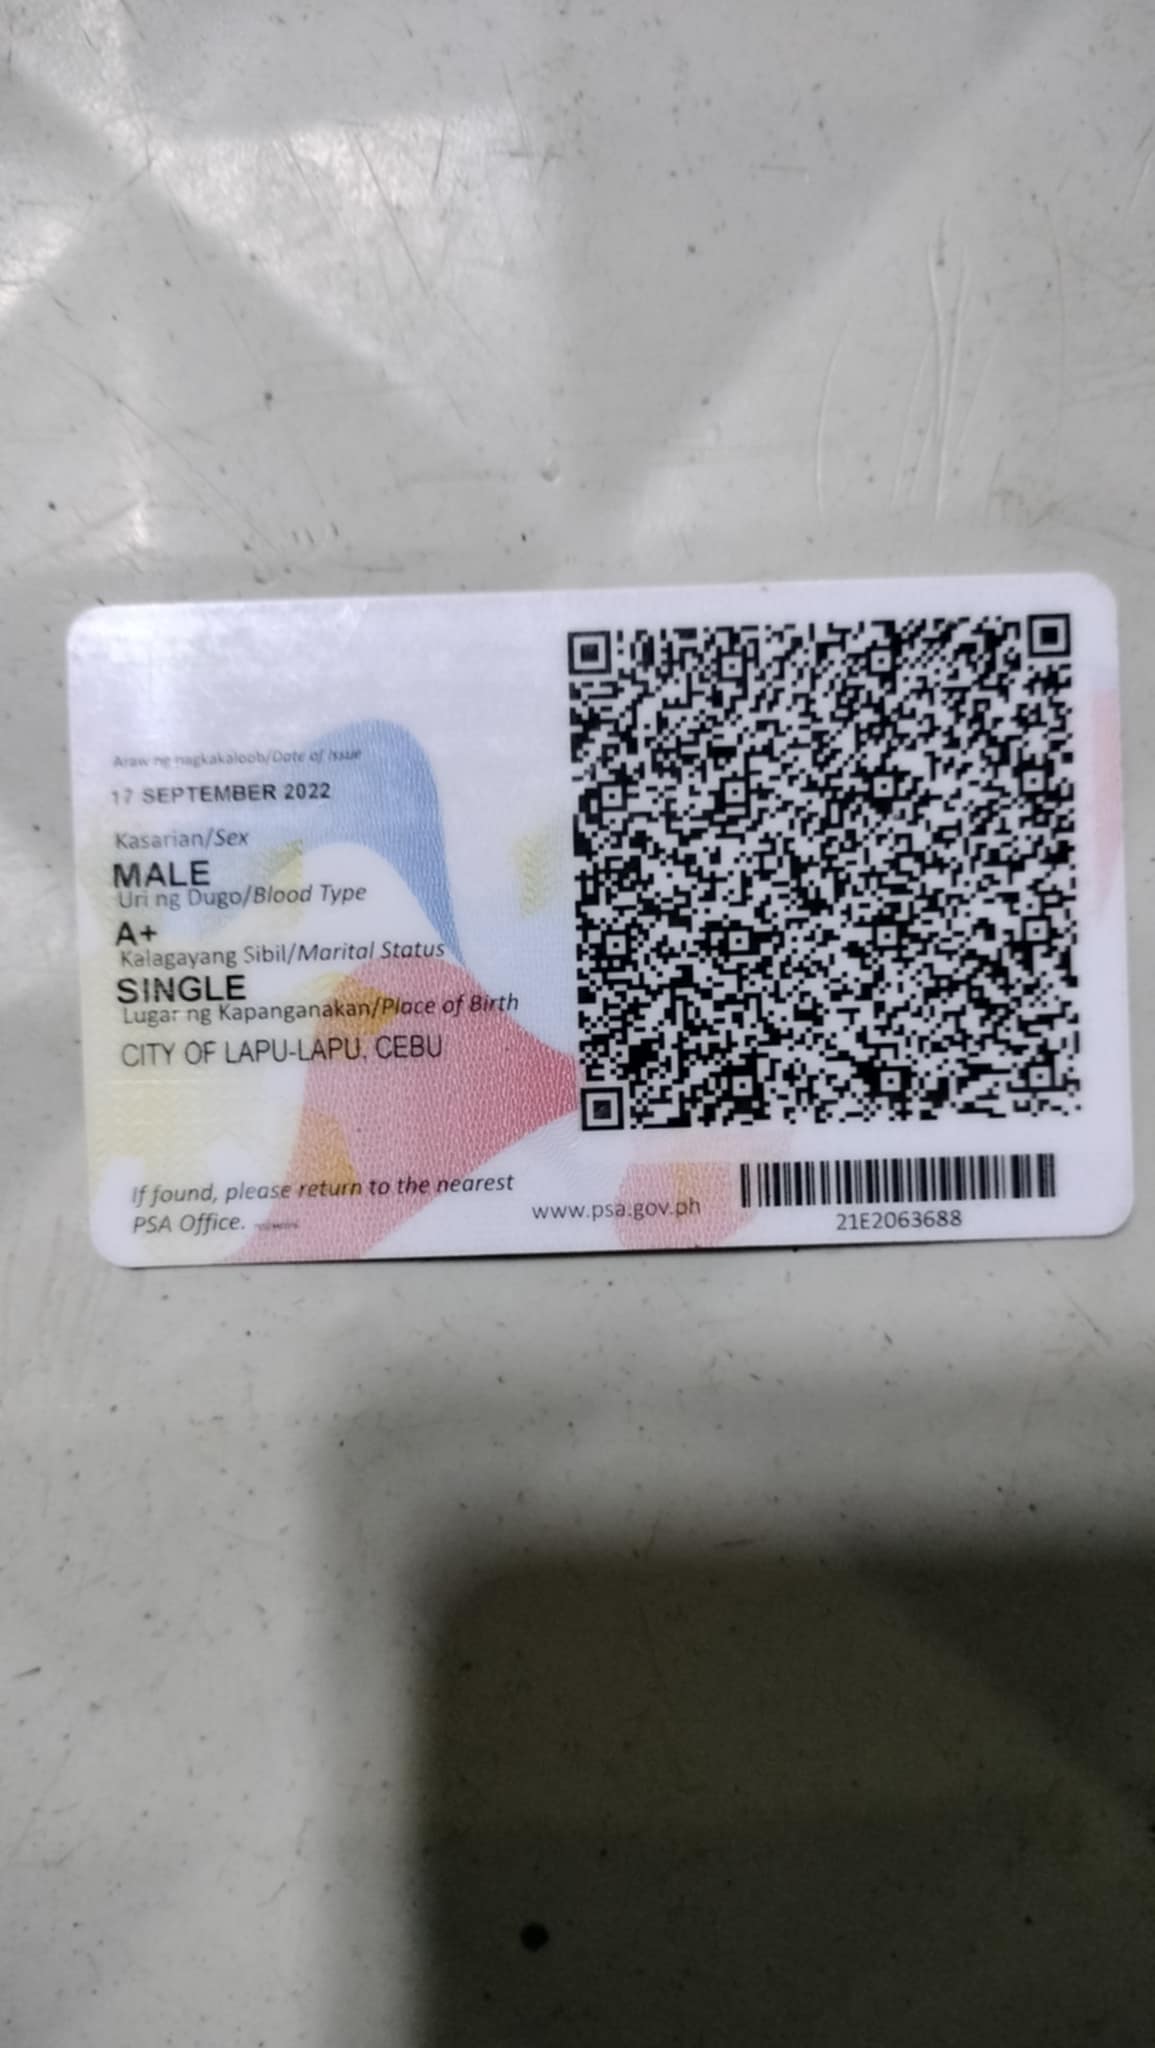 Araw ng nagkakaloob/Date of issue
17 SEPTEMBER 2022
Kasarian/Sex
MALE
Uri ng Dugo/Blood Type
A+
Kalagayang Sibil/Marital Status
SINGLE
Lugar ng Kapanganakan/Place of Birth
CITY OF LAPU-LAPU, CEBU
If found, please return to the nearest
PSA Office.
www.psa.gov.ph
21E2063688